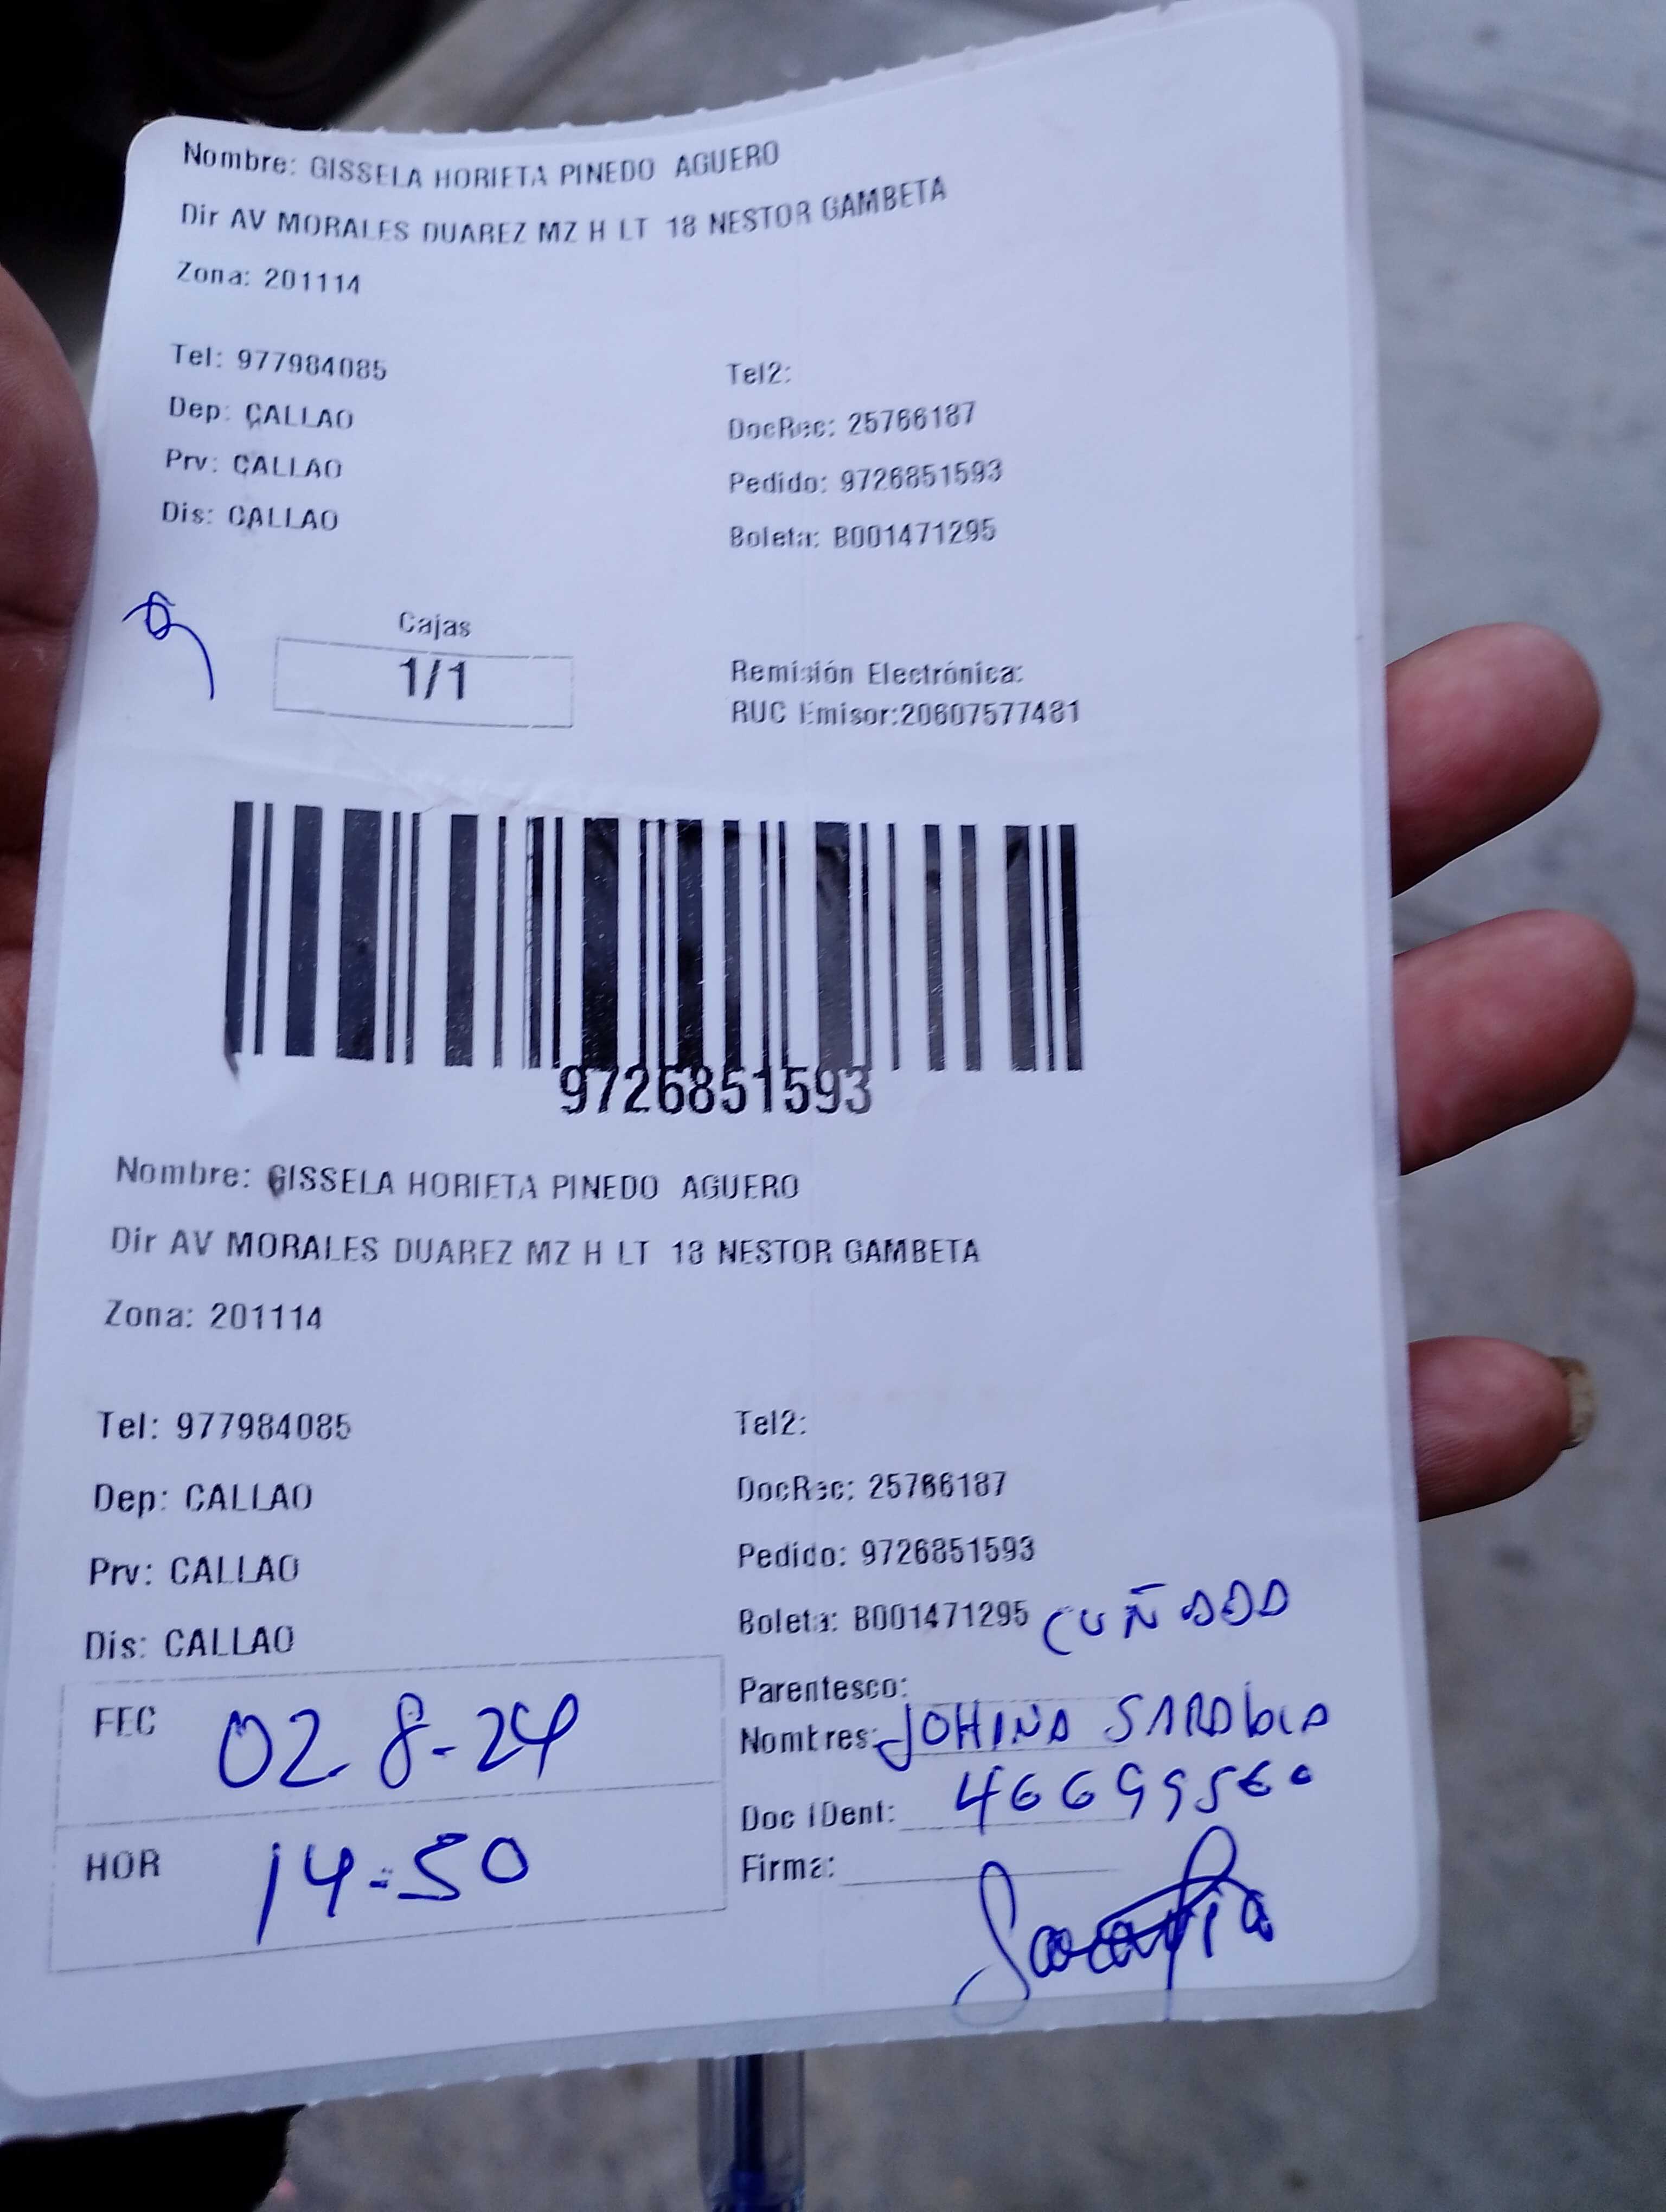 Nombre: GISSELA HORIETA PINEDO AGUERO
Dir AV MORALES DUAREZ MZ H LT 18 NESTOR GAMBETA
Zona: 201114
Tel: 977984085
Tel2:
Dep: CALLAO
DocRec: 25766187
Prv: CALLAO
Pedido: 9726851593
Dis: CALLAO
Boleta: B001471295
Cajas
1/1
Remisión Electrónica:
RUC Emisor:20607577481
9726851593
Nombre: GISSELA HORIETA PINEDO AGUERO
Dir AV MORALES DUAREZ MZ H LT 18 NESTOR GAMBETA
Zona: 201114
Tel: 977984085
Tel2:
Dep: CALLAO
DocRec: 25766187
Prv: CALLAO
Pedido: 9726851593
Dis: CALLAO
Boleta: B001471295 CUÑADA
Parentesco:
FEC 02-8-24
Nombres: JOHINA SARABIA
Doc iDent: 46699560
HOR 14:50
Firma: Sarabia